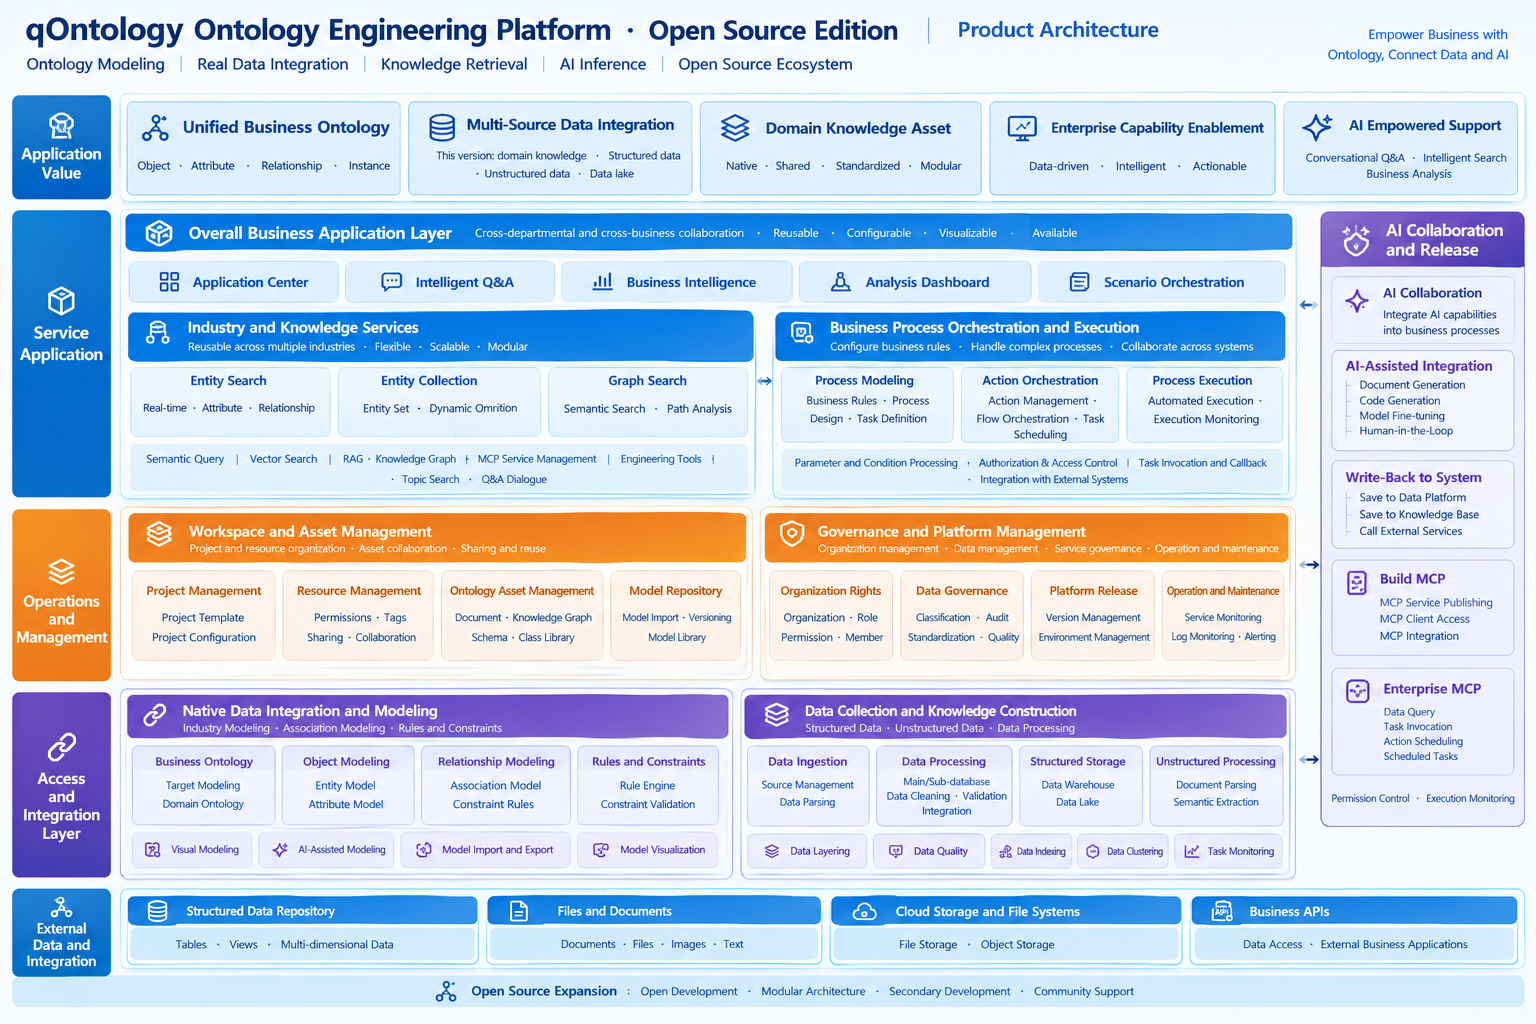 qOntology Ontology Engineering Platform · Open Source Edition | Product Architecture
Ontology Modeling | Real Data Integration | Knowledge Retrieval | AI Inference | Open Source Ecosystem
Empower Business with
Ontology, Connect Data and AI
Application
Value
Unified Business Ontology
Object · Attribute · Relationship · Instance
Multi-Source Data Integration
This version: domain knowledge · Structured data
· Unstructured data · Data lake
Domain Knowledge Asset
Native · Shared · Standardized · Modular
Enterprise Capability Enablement
Data-driven · Intelligent · Actionable
AI Empowered Support
Conversational Q&A · Intelligent Search
Business Analysis
Service
Application
Overall Business Application Layer
Cross-departmental and cross-business collaboration · Reusable · Configurable · Visualizable · Available
Application Center
Intelligent Q&A
Business Intelligence
Analysis Dashboard
Scenario Orchestration
Industry and Knowledge Services
Reusable across multiple industries · Flexible · Scalable · Modular
Entity Search
Real-time · Attribute · Relationship
Entity Collection
Entity Set · Dynamic Omrition
Graph Search
Semantic Search · Path Analysis
Semantic Query | Vector Search | RAG · Knowledge Graph | MCP Service Management | Engineering Tools |
· Topic Search · Q&A Dialogue
Business Process Orchestration and Execution
Configure business rules · Handle complex processes · Collaborate across systems
Process Modeling
Business Rules · Process
Design · Task Definition
Action Orchestration
Action Management ·
Flow Orchestration · Task
Scheduling
Process Execution
Automated Execution ·
Execution Monitoring
Parameter and Condition Processing · Authorization & Access Control | Task Invocation and Callback
· Integration with External Systems
AI Collaboration
and Release
AI Collaboration
Integrate AI capabilities
into business processes
AI-Assisted Integration
Document Generation
Code Generation
Model Fine-tuning
Human-in-the-Loop
Write-Back to System
Save to Data Platform
Save to Knowledge Base
Call External Services
Build MCP
MCP Service Publishing
MCP Client Access
MCP Integration
Enterprise MCP
Data Query
Task Invocation
Action Scheduling
Scheduled Tasks
Permission Control · Execution Monitoring
Operations
and
Management
Workspace and Asset Management
Project and resource organization · Asset collaboration · Sharing and reuse
Project Management
Project Template
Project Configuration
Resource Management
Permissions · Tags
Sharing · Collaboration
Ontology Asset Management
Document · Knowledge Graph
Schema · Class Library
Model Repository
Model Import · Versioning
Model Library
Governance and Platform Management
Organization management · Data management · Service governance · Operation and maintenance
Organization Rights
Organization · Role
Permission · Member
Data Governance
Classification · Audit
Standardization · Quality
Platform Release
Version Management
Environment Management
Operation and Maintenance
Service Monitoring
Log Monitoring · Alerting
Access
and
Integration
Layer
Native Data Integration and Modeling
Industry Modeling · Association Modeling · Rules and Constraints
Business Ontology
Target Modeling
Domain Ontology
Object Modeling
Entity Model
Attribute Model
Relationship Modeling
Association Model
Constraint Rules
Rules and Constraints
Rule Engine
Constraint Validation
Visual Modeling
AI-Assisted Modeling
Model Import and Export
Model Visualization
Data Collection and Knowledge Construction
Structured Data · Unstructured Data · Data Processing
Data Ingestion
Source Management
Data Parsing
Data Processing
Main/Sub-database
Data Cleaning · Validation
Integration
Structured Storage
Data Warehouse
Data Lake
Unstructured Processing
Document Parsing
Semantic Extraction
Data Layering
Data Quality
Data Indexing
Data Clustering
Task Monitoring
External
Data and
Integration
Structured Data Repository
Tables · Views · Multi-dimensional Data
Files and Documents
Documents · Files · Images · Text
Cloud Storage and File Systems
File Storage · Object Storage
API
Business APIs
Data Access · External Business Applications
Open Source Expansion : Open Development · Modular Architecture · Secondary Development · Community Support